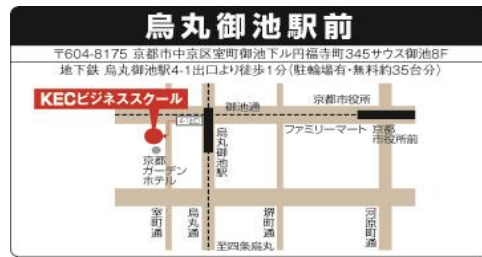 烏丸御池駅前
〒604-8175 京都市中京区室町御池下ル円福寺町345サウス御池8F
地下鉄 烏丸御池駅4-1出口より徒歩1分(駐輪場有・無料約35台分)
KECビジネススクール
御池通
京都市役所
ファミリーマート
京都
市役所前
烏丸御池駅
京都
ガーデン
ホテル
室町通
烏丸通
堺町通
河原町通
至四条烏丸